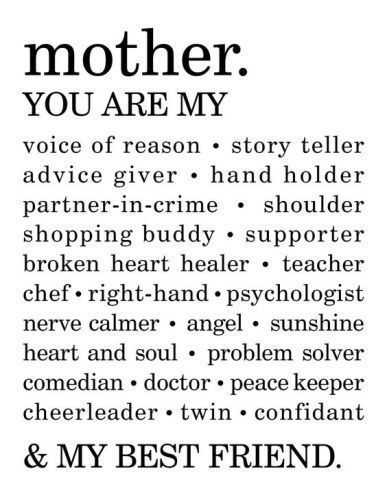 mother.
YOU ARE MY
voice of reason • story teller
advice giver • hand holder
partner-in-crime • shoulder
shopping buddy • supporter
broken heart healer • teacher
chef • right-hand • psychologist
nerve calmer • angel • sunshine
heart and soul • problem solver
comedian • doctor • peace keeper
cheerleader • twin • confidant
& MY BEST FRIEND.